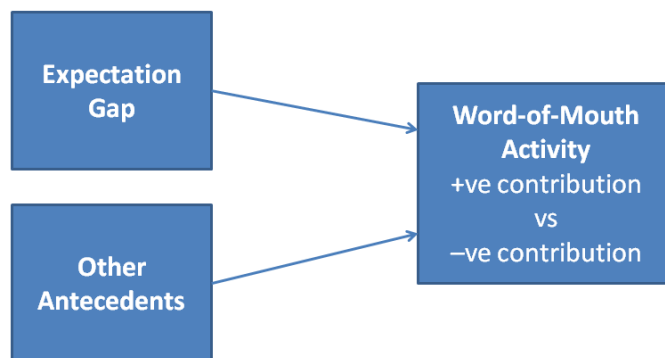 Expectation
Gap
Other
Antecedents
Word-of-Mouth
Activity
+ve contribution
vs
–ve contribution